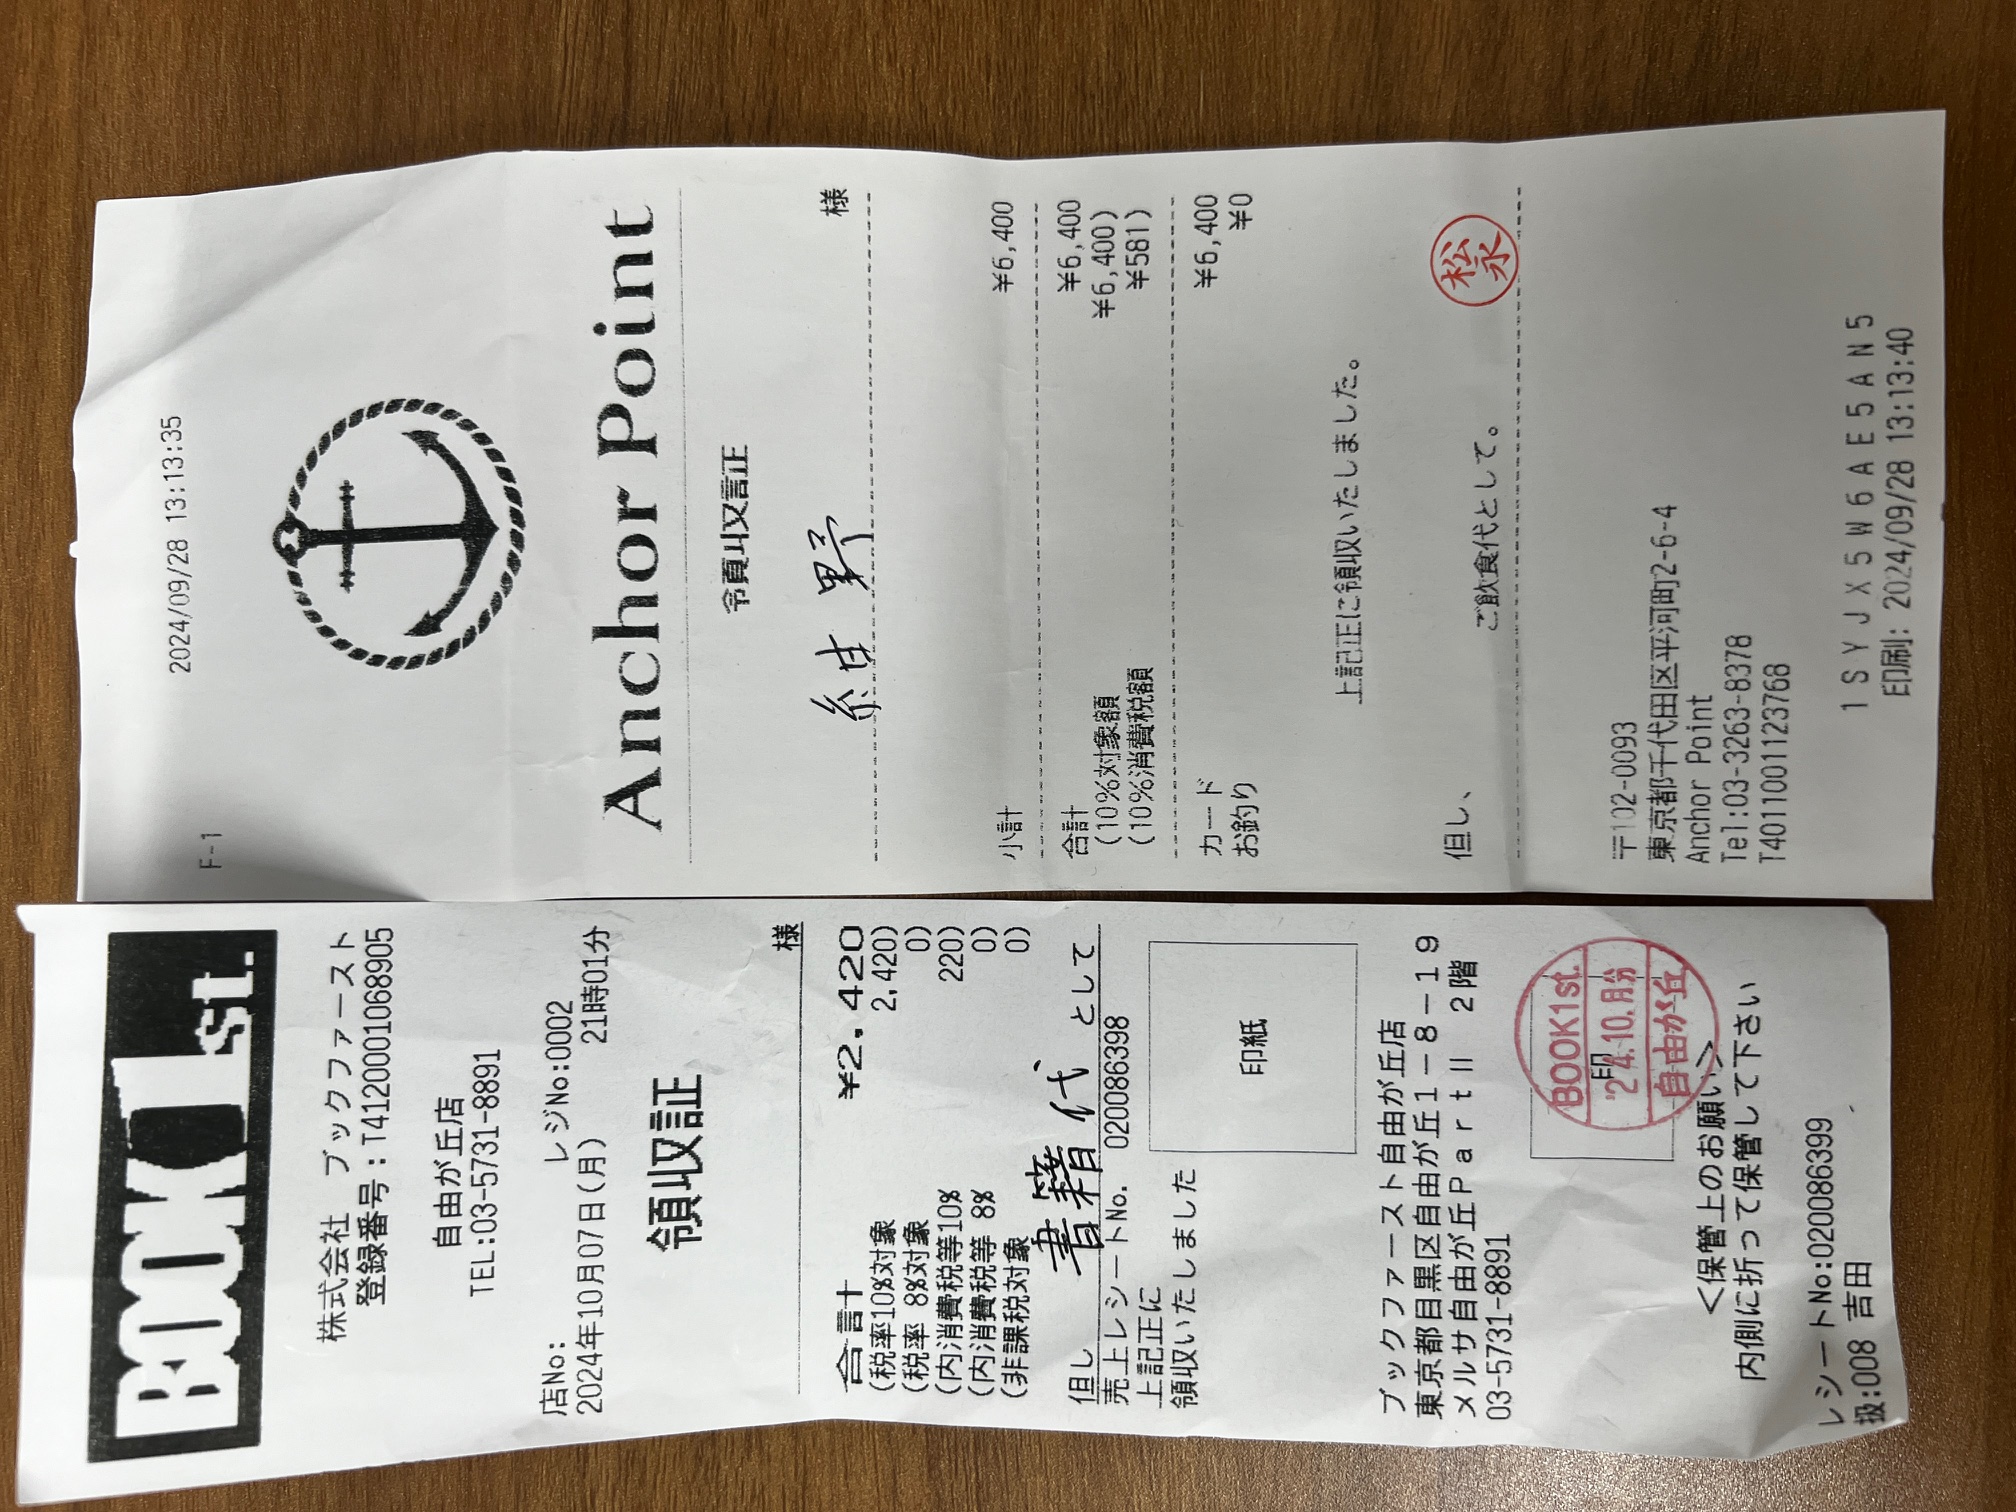 BOOK 1st.
株式会社 ブックファースト
登録番号:T4120001068905
自由が丘店
TEL:03-5731-8891
店No: レジNo:0002
2024年10月07日(月) 21時01分
領収証
様
合計 ¥2,420
(税率10%対象 2,420)
(税率 8%対象 0)
(内消費税等10% 220)
(内消費税等 8% 0)
(非課税対象 0)
但し 書籍代 として
売上レシートNo. 020086398
上記正に
領収いたしました
印紙
ブックファースト自由が丘店
東京都目黒区自由が丘1-8-19
メルサ自由が丘PartⅡ 2階
03-5731-8891
印
BOOK1st.
'24.10.月分
自由が丘
<保管上のお願い>
内側に折って保管して下さい
レシートNo:020086399
扱:008 吉田
2024/09/28 13:13:35
F-1
Anchor Point
領収証
紺野 様
小計 ¥6,400
合計 ¥6,400
(10%対象額 ¥6,400)
(10%消費税額 ¥581)
カード ¥6,400
お釣り ¥0
上記正に領収いたしました。
但し、
ご飲食代として。
松永
〒102-0093
東京都千代田区平河町2-6-4
Anchor Point
Tel:03-3263-8378
T4011001123768
1SYJX5W6AE5AN5
印刷: 2024/09/28 13:13:40